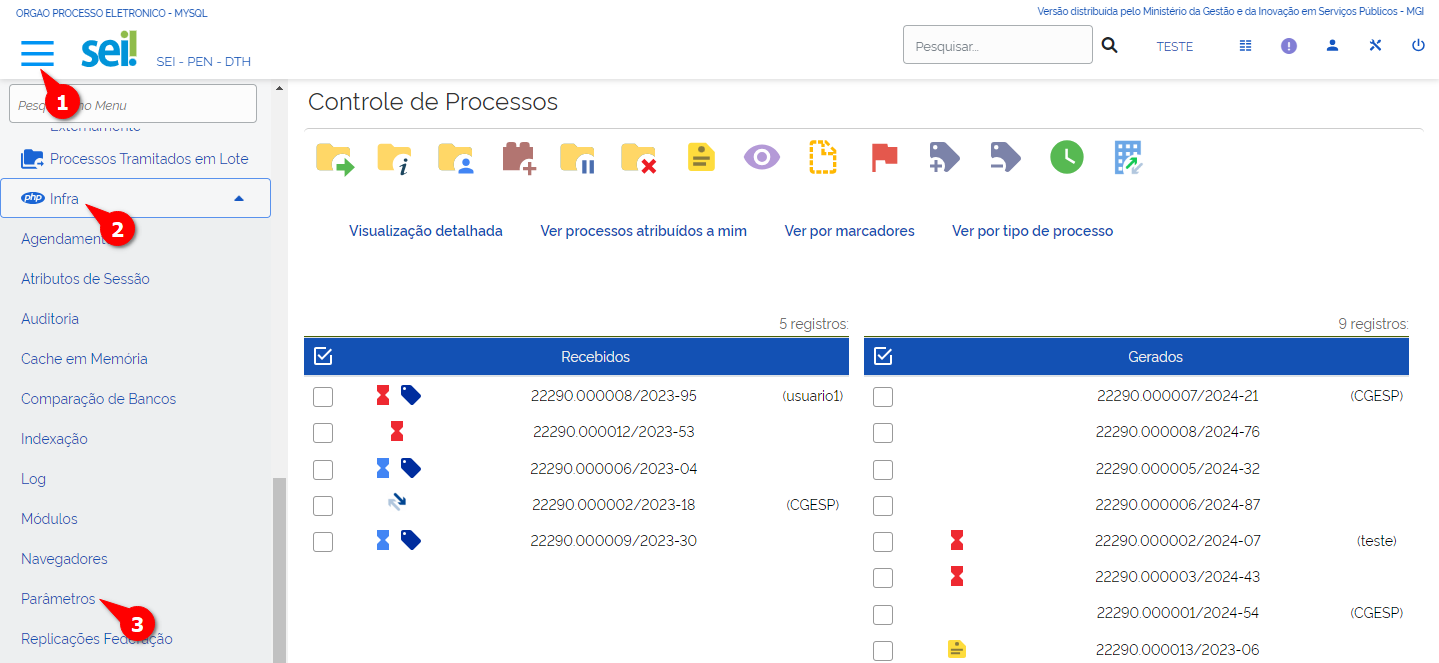 ORGAO PROCESSO ELETRONICO - MYSQL
Versão distribuída pelo Ministério da Gestão e da Inovação em Serviços Públicos - MGI
sei!
SEI - PEN - DTH
Pesquisar...
TESTE
1
Menu
Processos Tramitados em Lote
php Infra
2
Atributos de Sessão
Auditoria
Cache em Memória
Comparação de Bancos
Indexação
Log
Módulos
Navegadores
Parâmetros
3
Replicações Federação
Controle de Processos
Visualização detalhada
Ver processos atribuídos a mim
Ver por marcadores
Ver por tipo de processo
5 registros:
Recebidos
22290.000008/2023-95 (usuario1)
22290.000012/2023-53
22290.000006/2023-04
22290.000002/2023-18 (CGESP)
22290.000009/2023-30
9 registros:
Gerados
22290.000007/2024-21 (CGESP)
22290.000008/2024-76
22290.000005/2024-32
22290.000006/2024-87
22290.000002/2024-07 (teste)
22290.000003/2024-43
22290.000001/2024-54 (CGESP)
22290.000013/2023-06